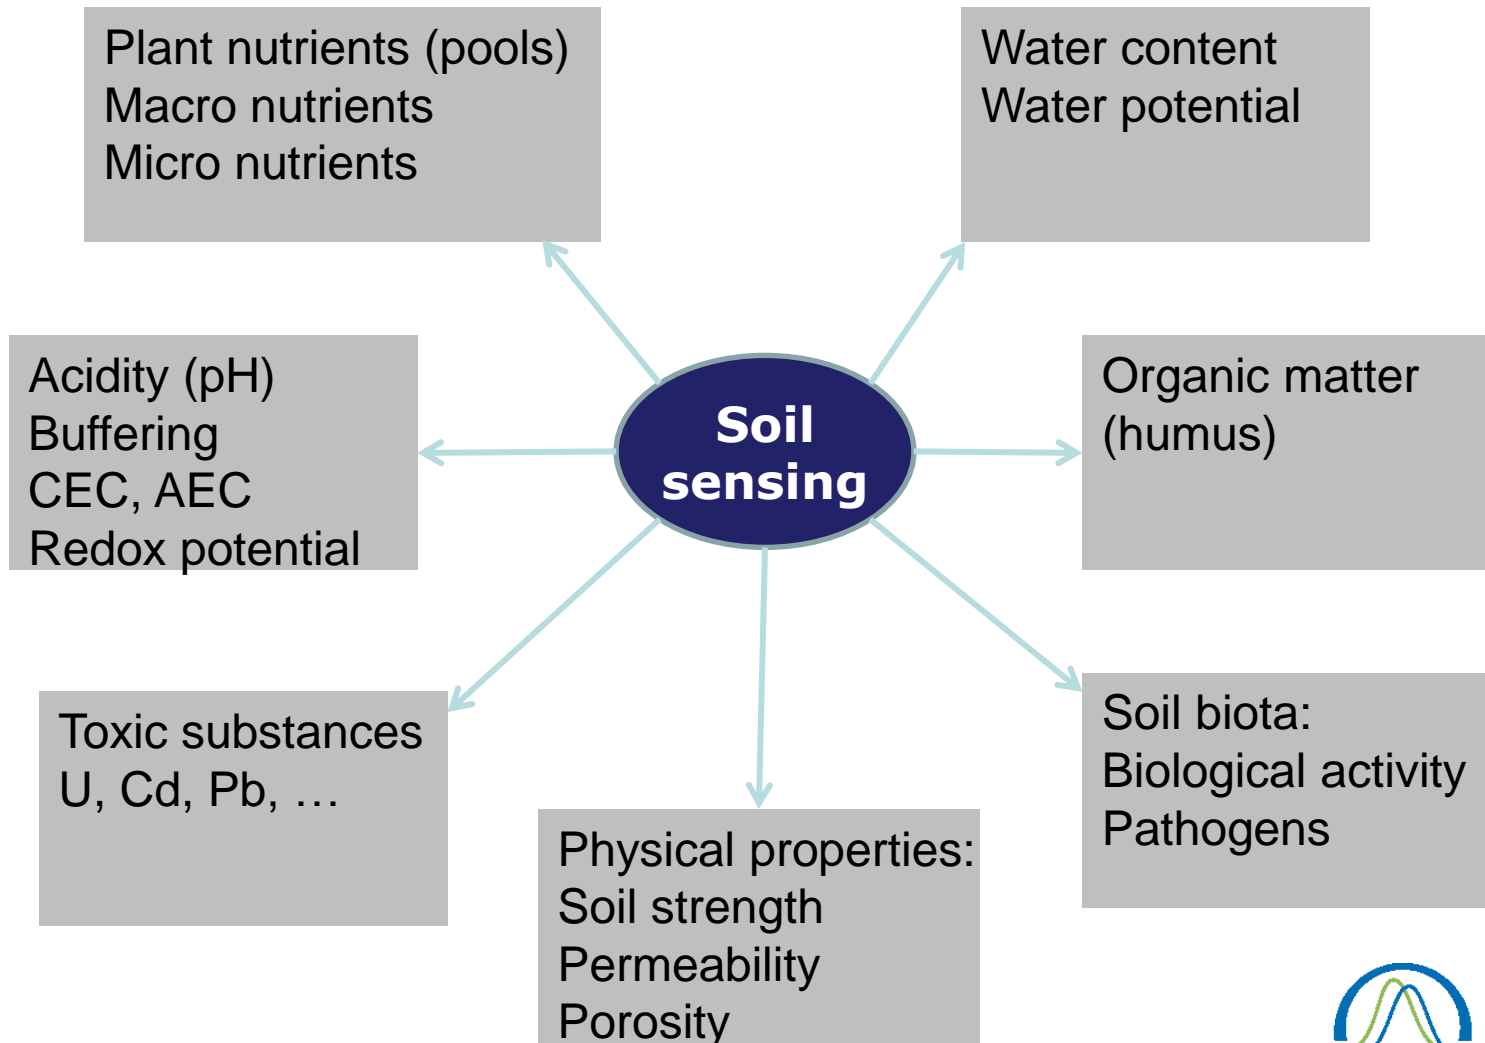 Plant nutrients (pools)
Macro nutrients
Micro nutrients
Water content
Water potential
Acidity (pH)
Buffering
CEC, AEC
Redox potential
Soil
sensing
Organic matter
(humus)
Toxic substances
U, Cd, Pb, …
Physical properties:
Soil strength
Permeability
Porosity
Soil biota:
Biological activity
Pathogens